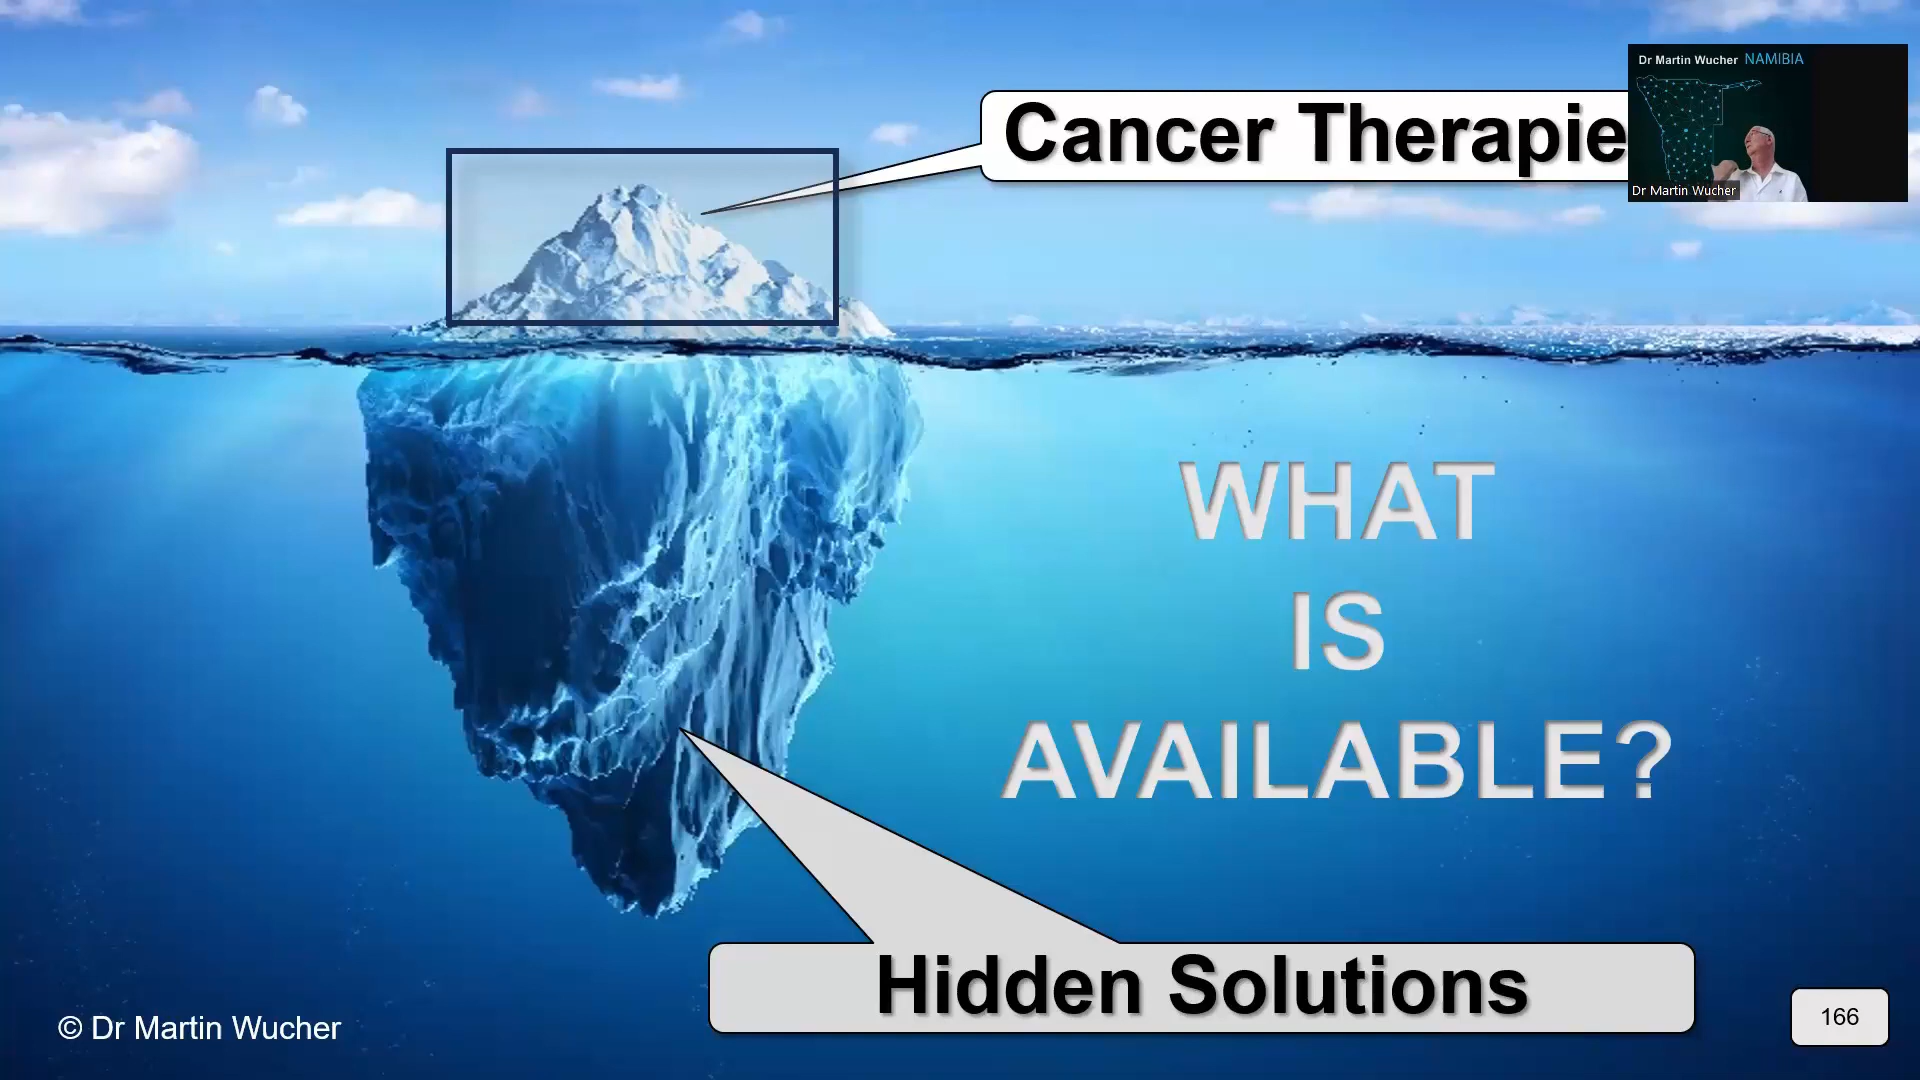 Dr Martin Wucher NAMIBIA
Cancer Therapie
Dr Martin Wucher
WHAT
IS
AVAILABLE?
Hidden Solutions
© Dr Martin Wucher
166